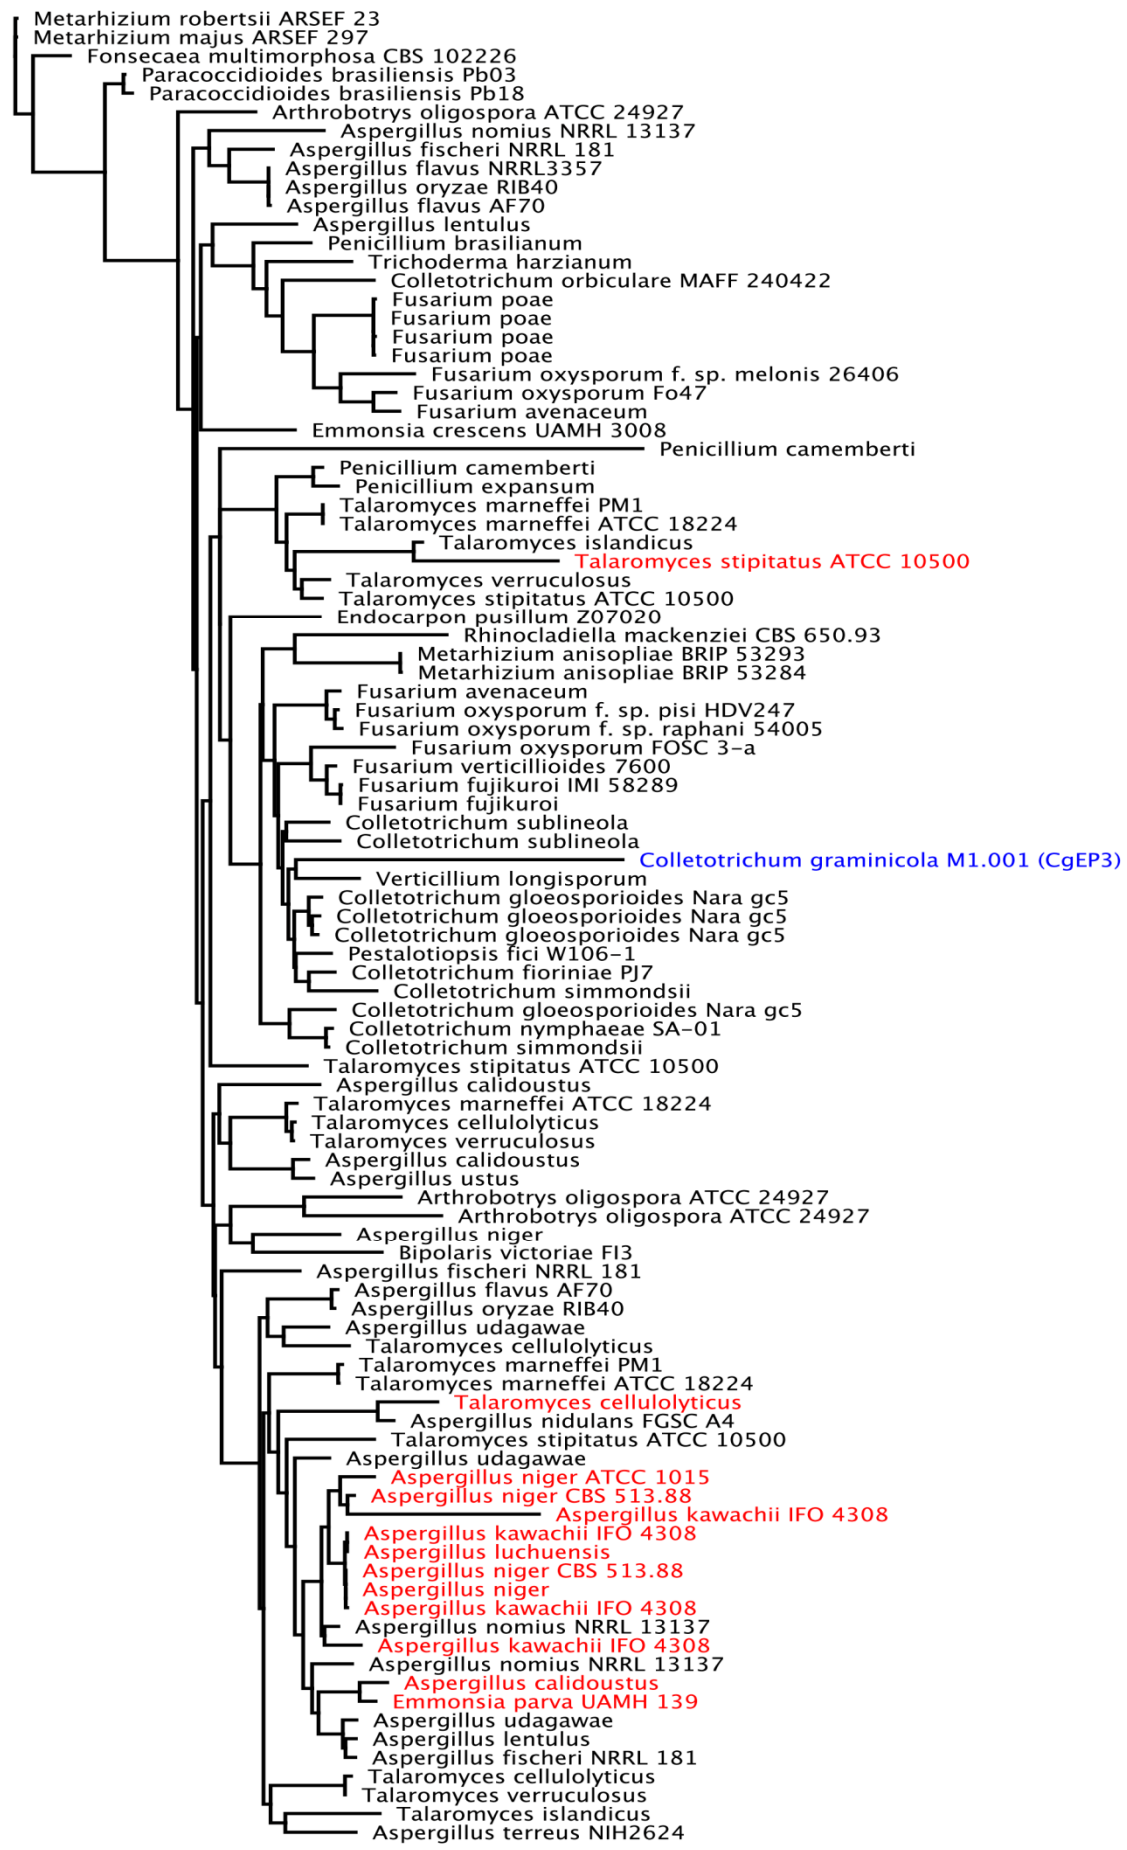 Metarhizium robertsii ARSEF 23
Metarhizium majus ARSEF 297
Fonsecaea multimorphosa CBS 102226
Paracoccidioides brasiliensis Pb03
Paracoccidioides brasiliensis Pb18
Arthrobotrys oligospora ATCC 24927
Aspergillus nomius NRRL 13137
Aspergillus fischeri NRRL 181
Aspergillus flavus NRRL3357
Aspergillus oryzae RIB40
Aspergillus flavus AF70
Aspergillus lentulus
Penicillium brasilianum
Trichoderma harzianum
Colletotrichum orbiculare MAFF 240422
Fusarium poae
Fusarium poae
Fusarium poae
Fusarium poae
Fusarium oxysporum f. sp. melonis 26406
Fusarium oxysporum Fo47
Fusarium avenaceum
Emmonsia crescens UAMH 3008
Penicillium camemberti
Penicillium camemberti
Penicillium expansum
Talaromyces marneffei PM1
Talaromyces marneffei ATCC 18224
Talaromyces islandicus
Talaromyces stipitatus ATCC 10500
Talaromyces verruculosus
Talaromyces stipitatus ATCC 10500
Endocarpon pusillum Z07020
Rhinocladiella mackenziei CBS 650.93
Metarhizium anisopliae BRIP 53293
Metarhizium anisopliae BRIP 53284
Fusarium avenaceum
Fusarium oxysporum f. sp. pisi HDV247
Fusarium oxysporum f. sp. raphani 54005
Fusarium oxysporum FOSC 3-a
Fusarium verticillioides 7600
Fusarium fujikuroi IMI 58289
Fusarium fujikuroi
Colletotrichum sublineola
Colletotrichum sublineola
Colletotrichum graminicola M1.001 (CgEP3)
Verticillium longisporum
Colletotrichum gloeosporioides Nara gc5
Colletotrichum gloeosporioides Nara gc5
Colletotrichum gloeosporioides Nara gc5
Pestalotiopsis fici W106-1
Colletotrichum fioriniae PJ7
Colletotrichum simmondsii
Colletotrichum gloeosporioides Nara gc5
Colletotrichum nymphaeae SA-01
Colletotrichum simmondsii
Talaromyces stipitatus ATCC 10500
Aspergillus calidoustus
Talaromyces marneffei ATCC 18224
Talaromyces cellulolyticus
Talaromyces verruculosus
Aspergillus calidoustus
Aspergillus ustus
Arthrobotrys oligospora ATCC 24927
Arthrobotrys oligospora ATCC 24927
Aspergillus niger
Bipolaris victoriae FI3
Aspergillus fischeri NRRL 181
Aspergillus flavus AF70
Aspergillus oryzae RIB40
Aspergillus udagawae
Talaromyces cellulolyticus
Talaromyces marneffei PM1
Talaromyces marneffei ATCC 18224
Talaromyces cellulolyticus
Aspergillus nidulans FGSC A4
Talaromyces stipitatus ATCC 10500
Aspergillus udagawae
Aspergillus niger ATCC 1015
Aspergillus niger CBS 513.88
Aspergillus kawachii IFO 4308
Aspergillus kawachii IFO 4308
Aspergillus luchuensis
Aspergillus niger CBS 513.88
Aspergillus niger
Aspergillus kawachii IFO 4308
Aspergillus nomius NRRL 13137
Aspergillus kawachii IFO 4308
Aspergillus nomius NRRL 13137
Aspergillus calidoustus
Emmonsia parva UAMH 139
Aspergillus udagawae
Aspergillus lentulus
Aspergillus fischeri NRRL 181
Talaromyces cellulolyticus
Talaromyces verruculosus
Talaromyces islandicus
Aspergillus terreus NIH2624